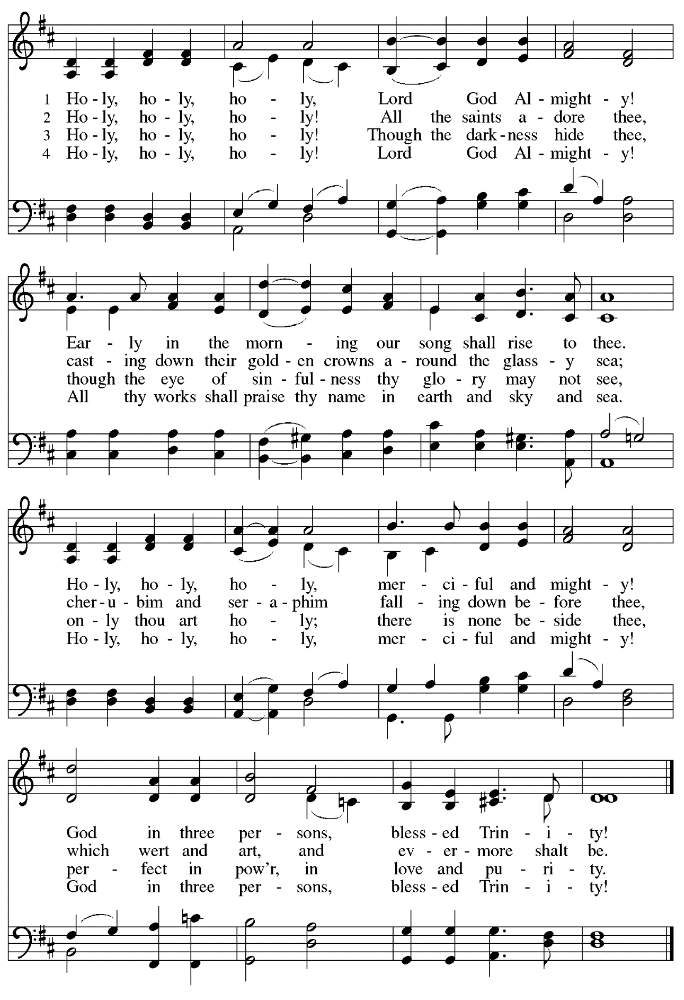 1 Ho - ly, ho - ly, ho - ly, Lord God Al - might - y!
2 Ho - ly, ho - ly, ho - ly! All the saints a - dore thee,
3 Ho - ly, ho - ly, ho - ly! Though the dark - ness hide thee,
4 Ho - ly, ho - ly, ho - ly! Lord God Al - might - y!
Ear - ly in the morn - ing our song shall rise to thee.
cast - ing down their gold - en crowns a - round the glass - y sea;
though the eye of sin - ful - ness thy glo - ry may not see,
All thy works shall praise thy name in earth and sky and sea.
Ho - ly, ho - ly, ho - ly, mer - ci - ful and might - y!
cher - u - bim and ser - a - phim fall - ing down be - fore thee,
on - ly thou art ho - ly; there is none be - side thee,
Ho - ly, ho - ly, ho - ly, mer - ci - ful and might - y!
God in three per - sons, bless - ed Trin - i - ty!
which wert and art, and ev - er - more shalt be.
per - fect in pow'r, in love and pu - ri - ty.
God in three per - sons, bless - ed Trin - i - ty!